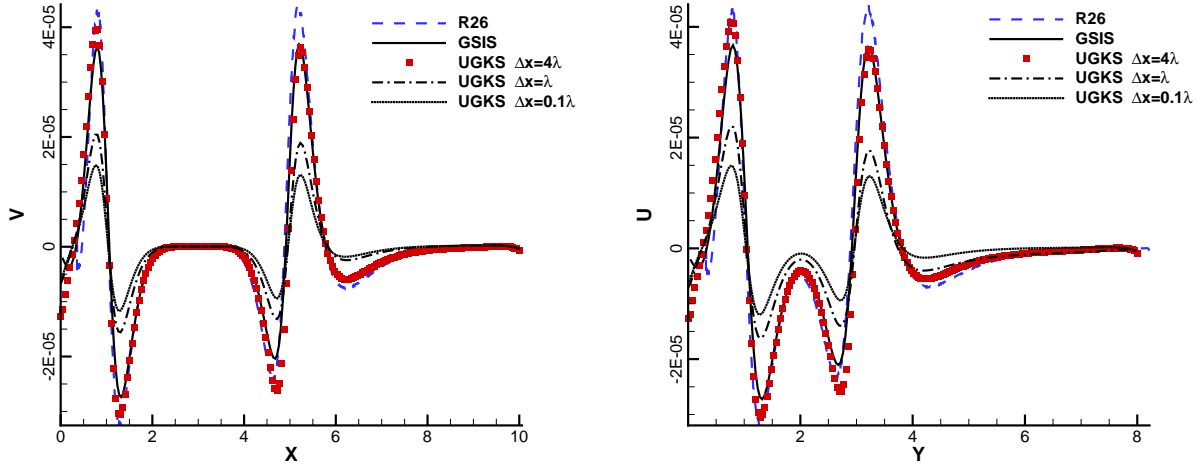 V
4E-05
2E-05
0
-2E-05
0
2
4
6
8
10
X
R26
GSIS
UGKS Δx=4λ
UGKS Δx=λ
UGKS Δx=0.1λ
U
4E-05
2E-05
0
-2E-05
2
4
6
8
Y
R26
GSIS
UGKS Δx=4λ
UGKS Δx=λ
UGKS Δx=0.1λ